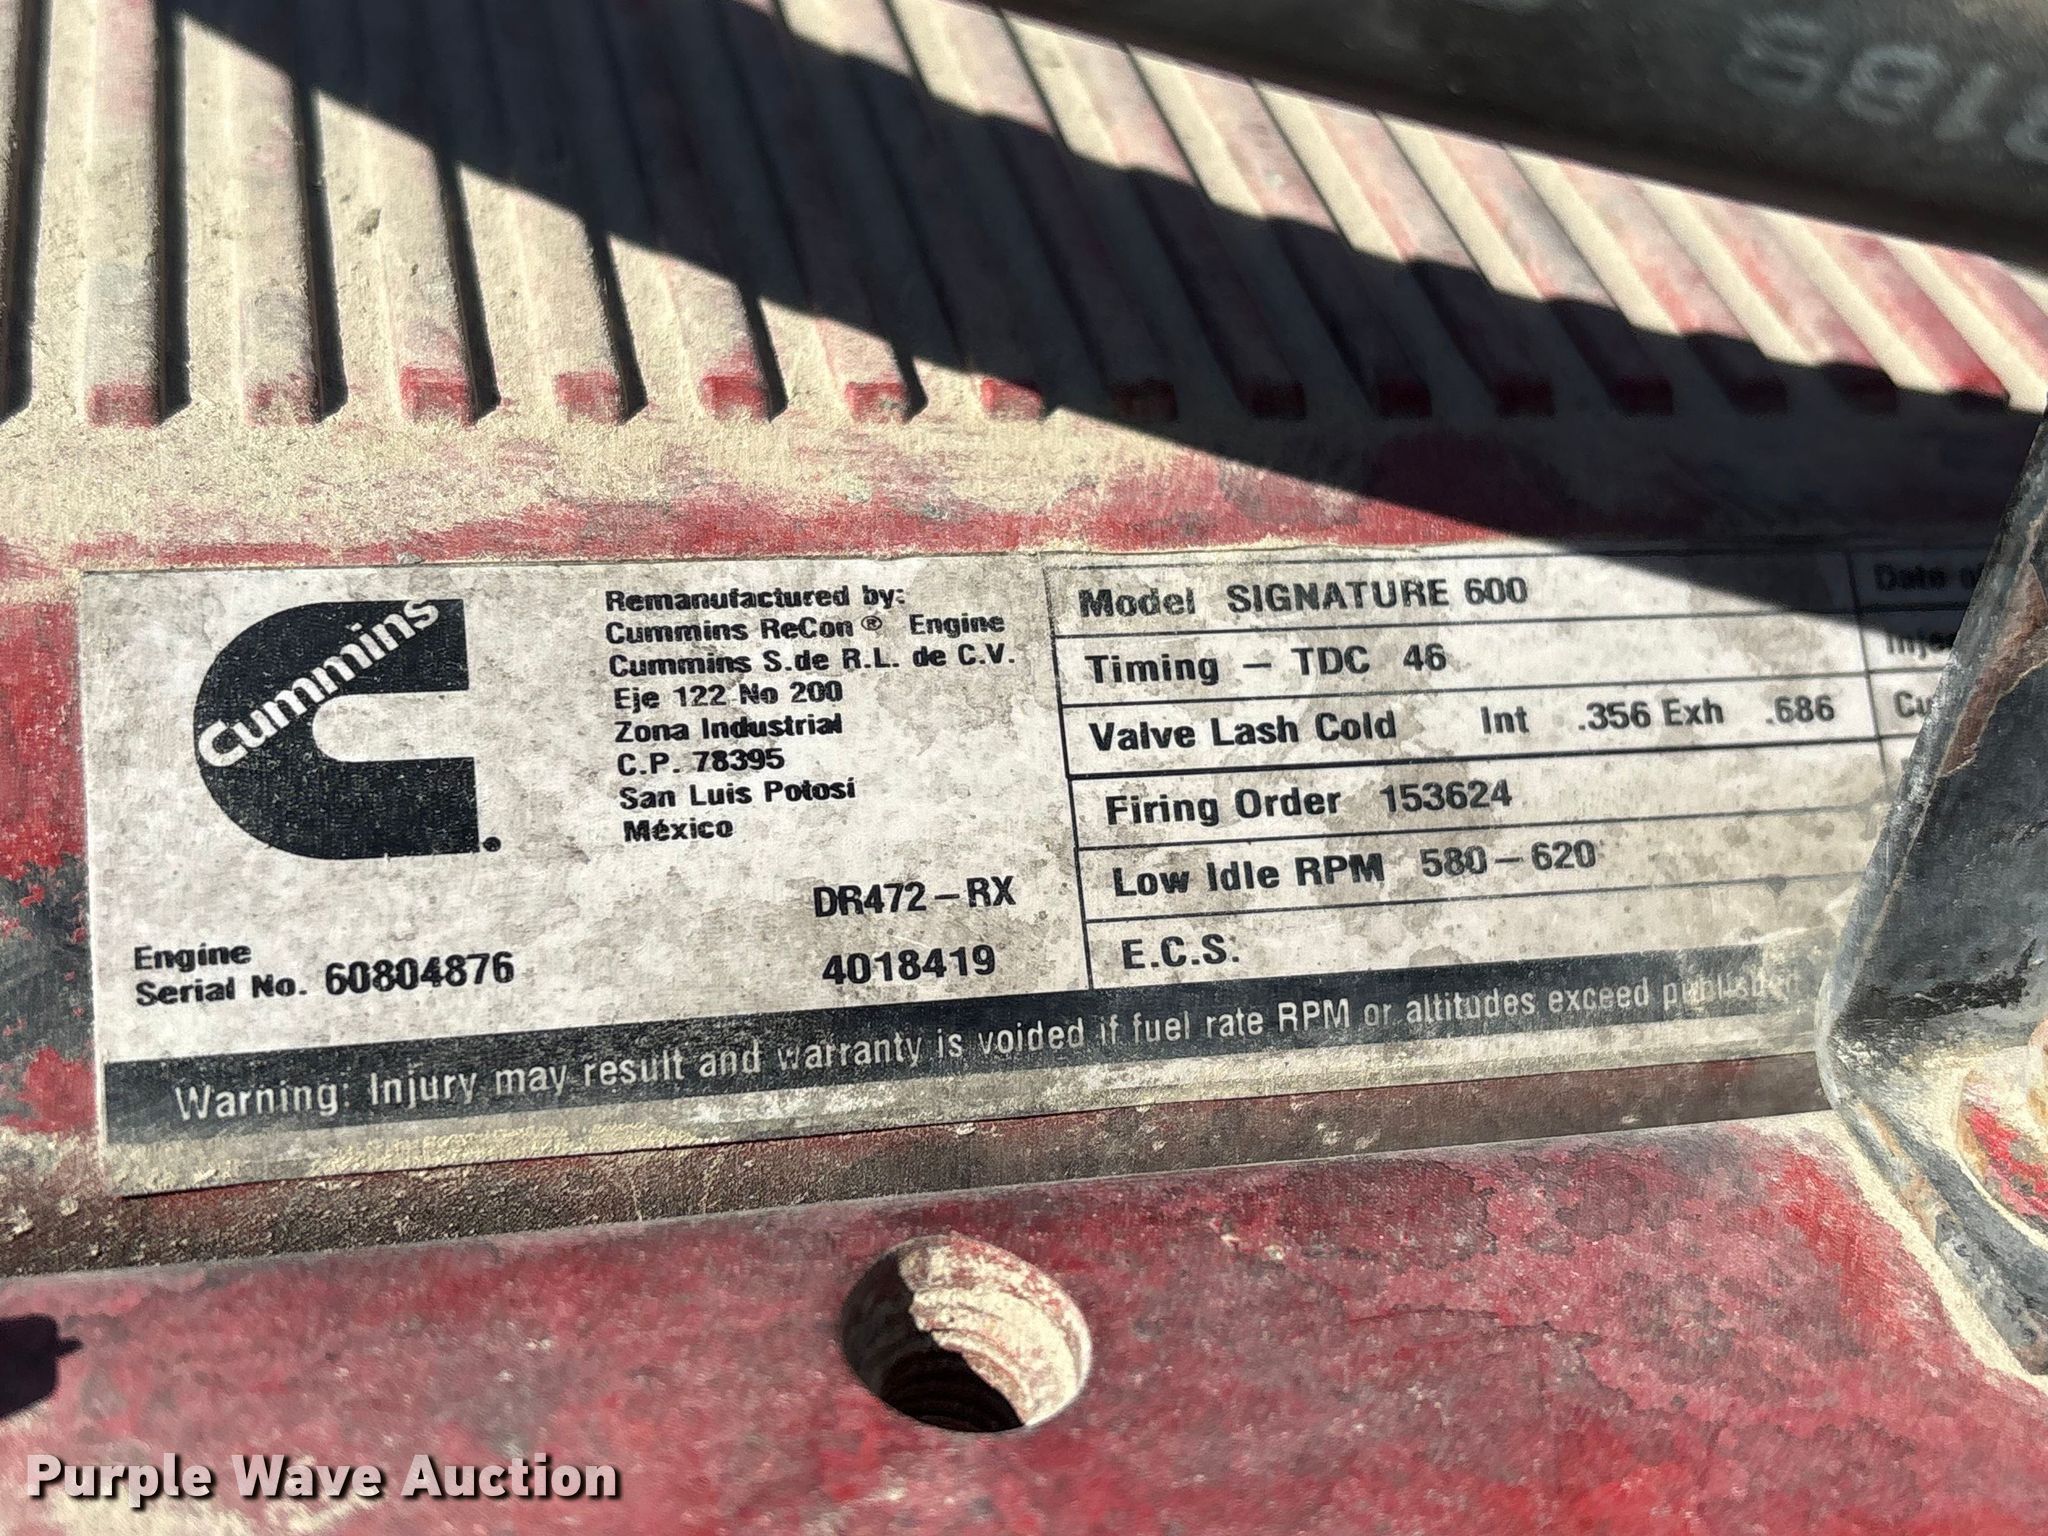 Cummins
Remanufactured by:
Cummins ReCon® Engine
Cummins S.de R.L. de C.V.
Eje 122 No 200
Zona Industrial
C.P. 78395
San Luis Potosí
México
DR472-RX
Engine
Serial No. 60804876
4018419
Model SIGNATURE 600
Timing - TDC 46
Valve Lash Cold Int .356 Exh .686
Firing Order 153624
Low Idle RPM 580-620
E.C.S.
Date
Warning: Injury may result and warranty is voided if fuel rate RPM or altitudes exceed published
Purple Wave Auction